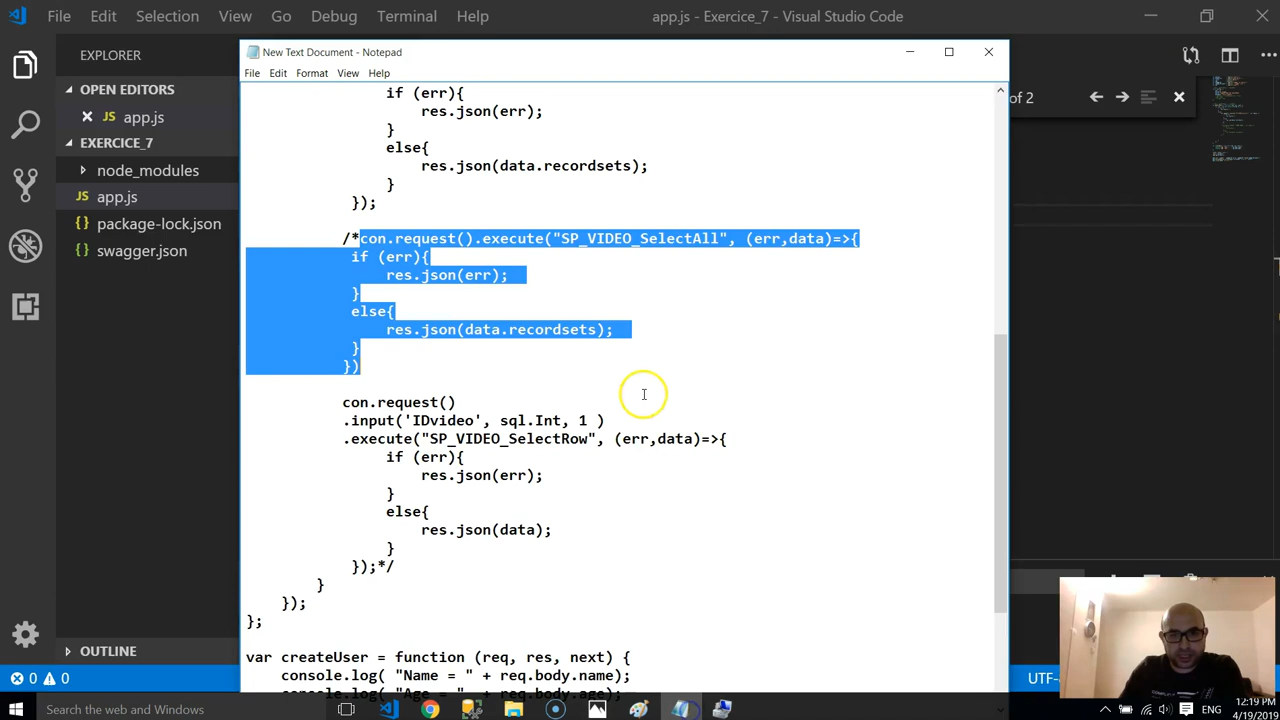 File Edit Selection View Go Debug Terminal Help app.js - Exercice_7 - Visual Studio Code
EXPLORER
OPEN EDITORS
app.js
EXERCICE_7
node_modules
JS app.js
package-lock.json
swagger.json
OUTLINE
0 0
of 2
UTF-
New Text Document - Notepad
File Edit Format View Help
if (err){
res.json(err);
}
else{
res.json(data.recordsets);
}
});
/*con.request().execute("SP_VIDEO_SelectAll", (err,data)=>{
if (err){
res.json(err);
}
else{
res.json(data.recordsets);
}
})
con.request()
.input('IDvideo', sql.Int, 1 )
.execute("SP_VIDEO_SelectRow", (err,data)=>{
if (err){
res.json(err);
}
else{
res.json(data);
}
});*/
}
});
};
var createUser = function (req, res, next) {
console.log( "Name = " + req.body.name);
console.log( "Age = " + req.body.age);
Search the web and Windows
12:19 PM
4/19/2019